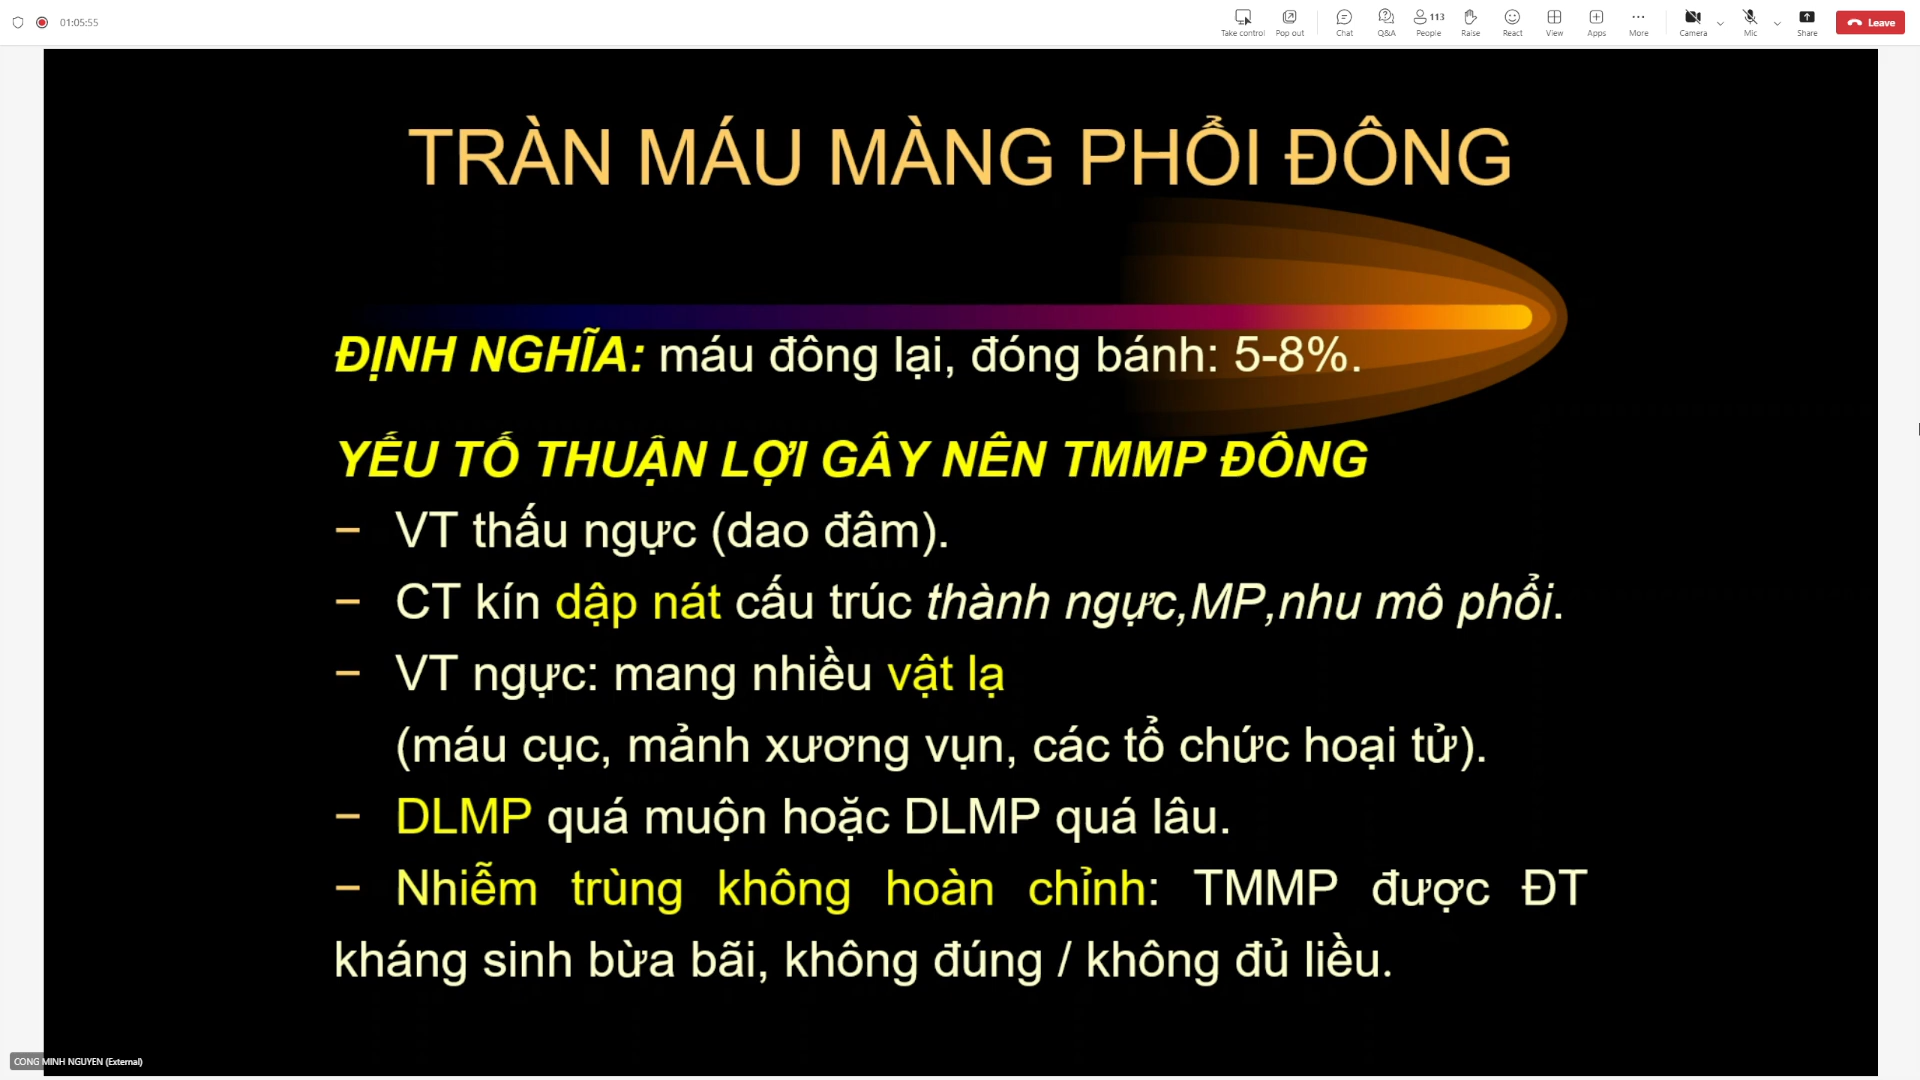 01:05:55
Take control
Pop out
Chat
Q&A
113
People
Raise
React
View
Apps
More
Camera
Mic
Share
Leave
TRÀN MÁU MÀNG PHỔI ĐÔNG
ĐỊNH NGHĨA: máu đông lại, đóng bánh: 5-8%.
YẾU TỐ THUẬN LỢI GÂY NÊN TMMP ĐÔNG
– VT thấu ngực (dao đâm).
– CT kín dập nát cấu trúc thành ngực,MP,nhu mô phổi.
– VT ngực: mang nhiều vật lạ
(máu cục, mảnh xương vụn, các tổ chức hoại tử).
– DLMP quá muộn hoặc DLMP quá lâu.
– Nhiễm trùng không hoàn chỉnh: TMMP được ĐT
kháng sinh bừa bãi, không đúng / không đủ liều.
CONG MINH NGUYEN (External)